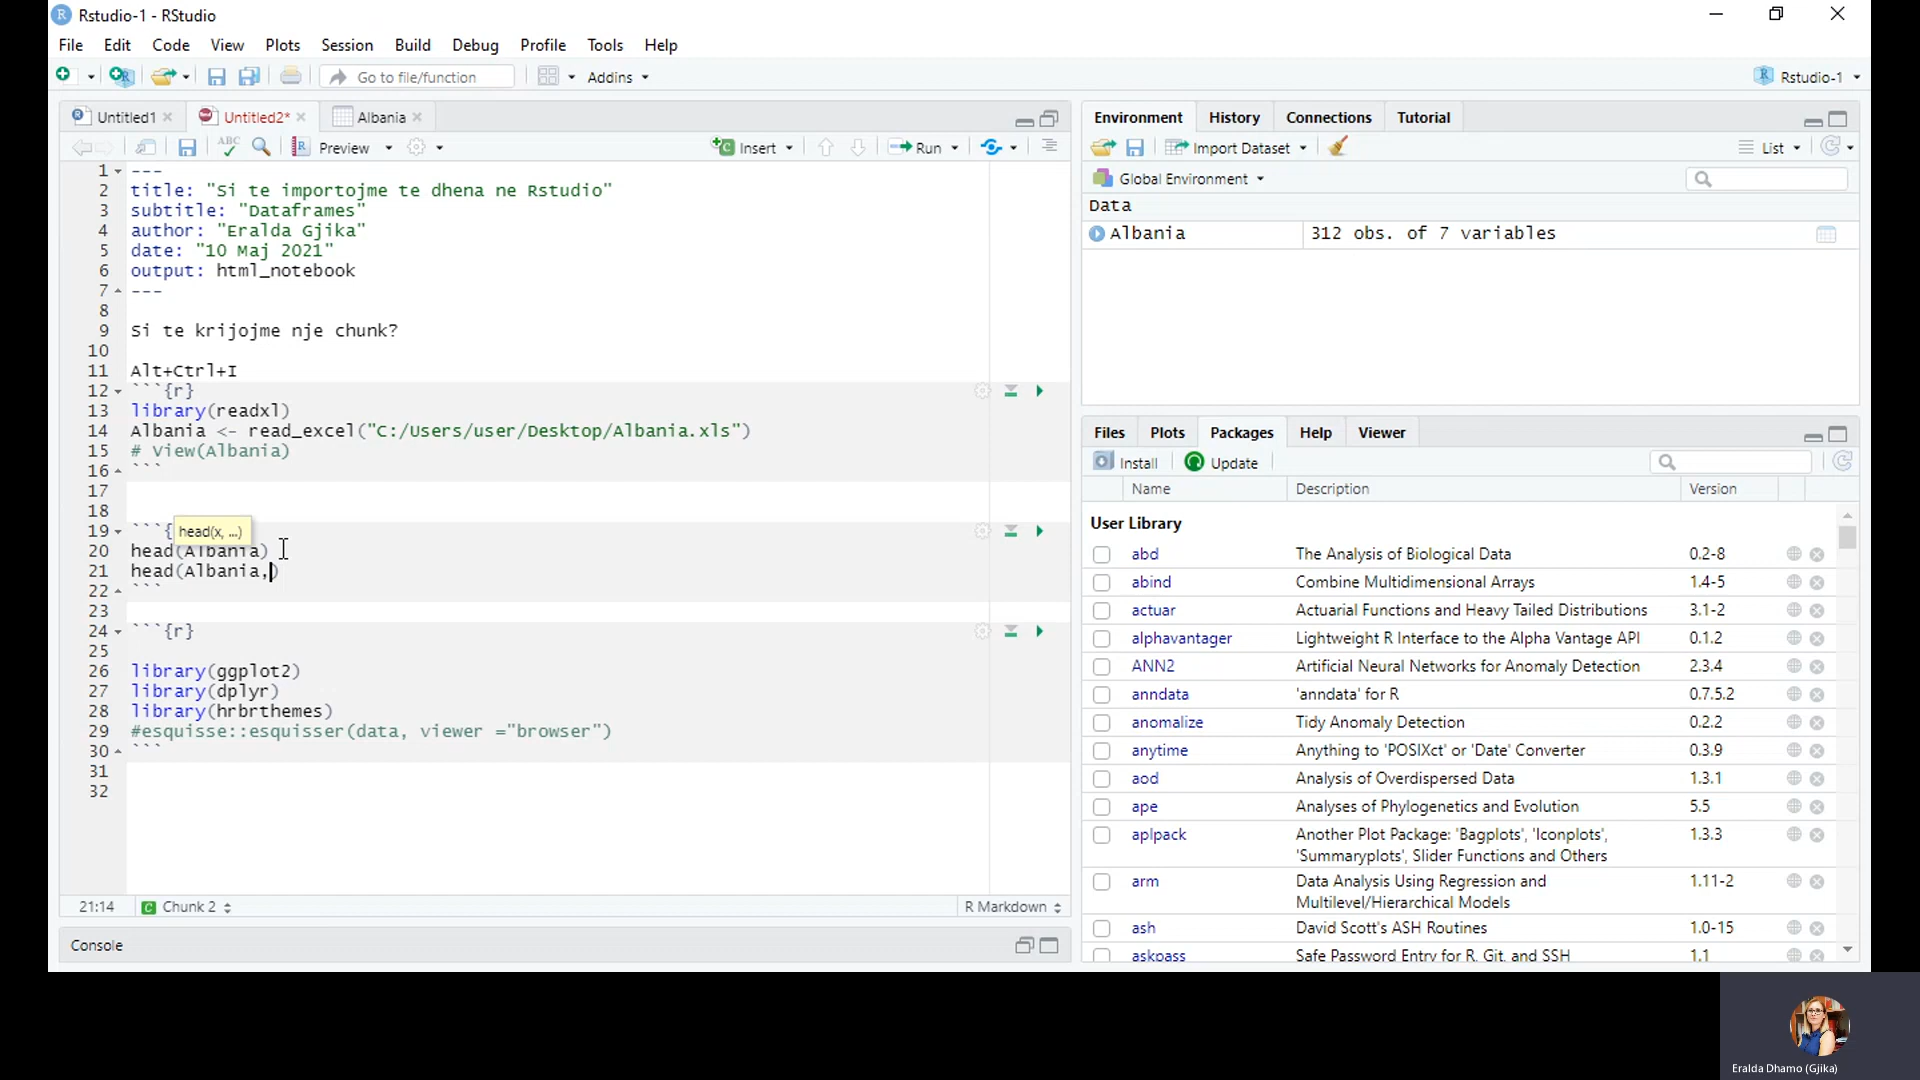 Rstudio-1 - RStudio
File Edit Code View Plots Session Build Debug Profile Tools Help
Go to file/function Addins Rstudio-1
Untitled1 Untitled2* Albania
ABC Preview Insert Run
1 ---
2 title: "Si te importojme te dhena ne Rstudio"
3 subtitle: "Dataframes"
4 author: "Eralda Gjika"
5 date: "10 Maj 2021"
6 output: html_notebook
7 ---
8
9 Si te krijojme nje chunk?
10
11 Alt+Ctrl+I
12 ```{r}
13 library(readxl)
14 Albania <- read_excel("C:/Users/user/Desktop/Albania.xls")
15 # View(Albania)
16 ```
17
18
19 ```{
head(x, ...)
20 head(Albania)
21 head(Albania,)
22 ```
23
24 ```{r}
25
26 library(ggplot2)
27 library(dplyr)
28 library(hrbrthemes)
29 #esquisse::esquisser(data, viewer ="browser")
30 ```
31
32
21:14 Chunk 2 R Markdown
Console
Environment History Connections Tutorial
Import Dataset List
Global Environment
Data
Albania 312 obs. of 7 variables
Files Plots Packages Help Viewer
Install Update
Name Description Version
User Library
abd The Analysis of Biological Data 0.2-8
abind Combine Multidimensional Arrays 1.4-5
actuar Actuarial Functions and Heavy Tailed Distributions 3.1-2
alphavantager Lightweight R Interface to the Alpha Vantage API 0.1.2
ANN2 Artificial Neural Networks for Anomaly Detection 2.3.4
anndata 'anndata' for R 0.7.5.2
anomalize Tidy Anomaly Detection 0.2.2
anytime Anything to 'POSIXct' or 'Date' Converter 0.3.9
aod Analysis of Overdispersed Data 1.3.1
ape Analyses of Phylogenetics and Evolution 5.5
aplpack Another Plot Package: 'Bagplots', 'Iconplots', 1.3.3
'Summaryplots', Slider Functions and Others
arm Data Analysis Using Regression and 1.11-2
Multilevel/Hierarchical Models
ash David Scott's ASH Routines 1.0-15
askpass Safe Password Entry for R, Git, and SSH 1.1
Eralda Dhamo (Gjika)